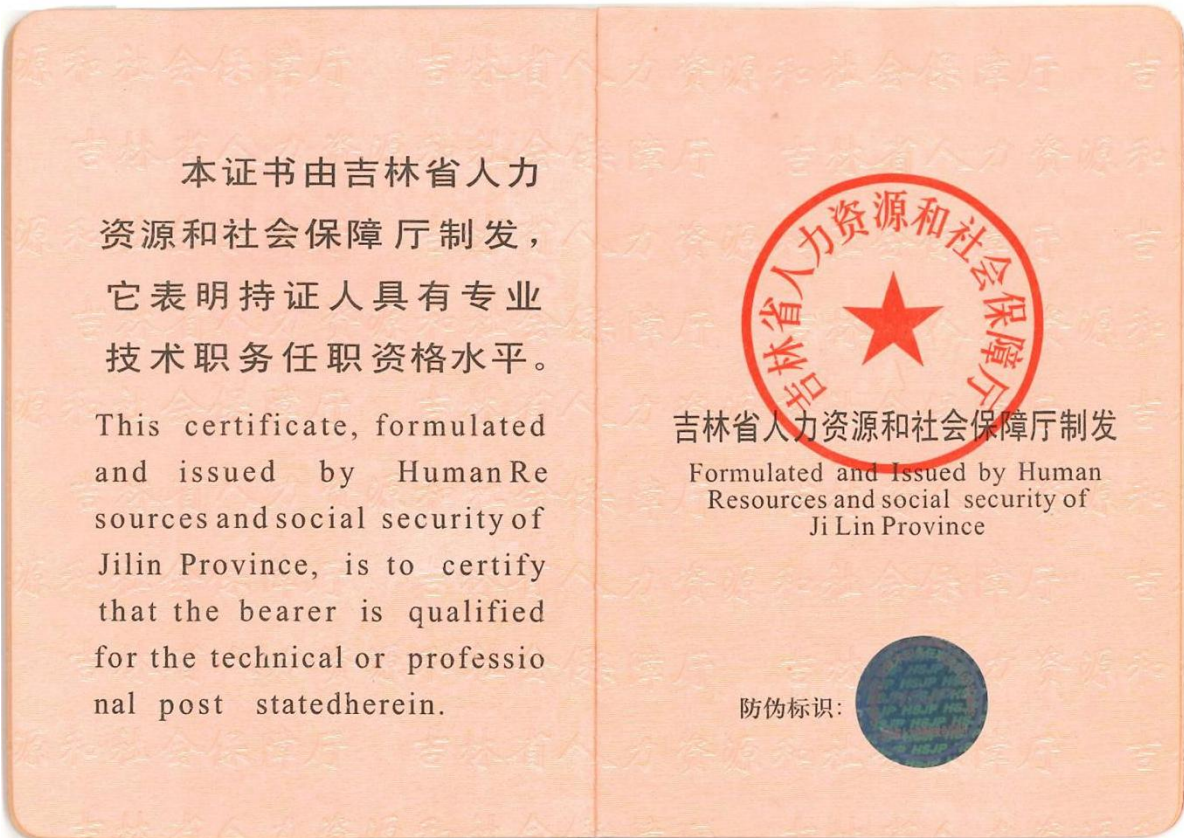 本证书由吉林省人力
资源和社会保障厅制发，
它表明持证人具有专业
技术职务任职资格水平。
This certificate, formulated
and issued by HumanRe
sources and social security of
Jilin Province, is to certify
that the bearer is qualified
for the technical or professio
nal post statedherein.
吉林省人力资源和社会保障厅
吉林省人力资源和社会保障厅制发
Formulated and Issued by Human
Resources and social security of
Ji Lin Province
防伪标识：
HSJP